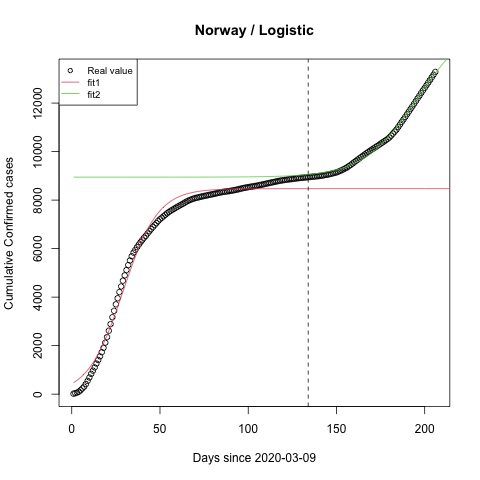 Norway / Logistic
Real value
fit1
fit2
Cumulative Confirmed cases
0 2000 4000 6000 8000 10000 12000
0 50 100 150 200
Days since 2020-03-09